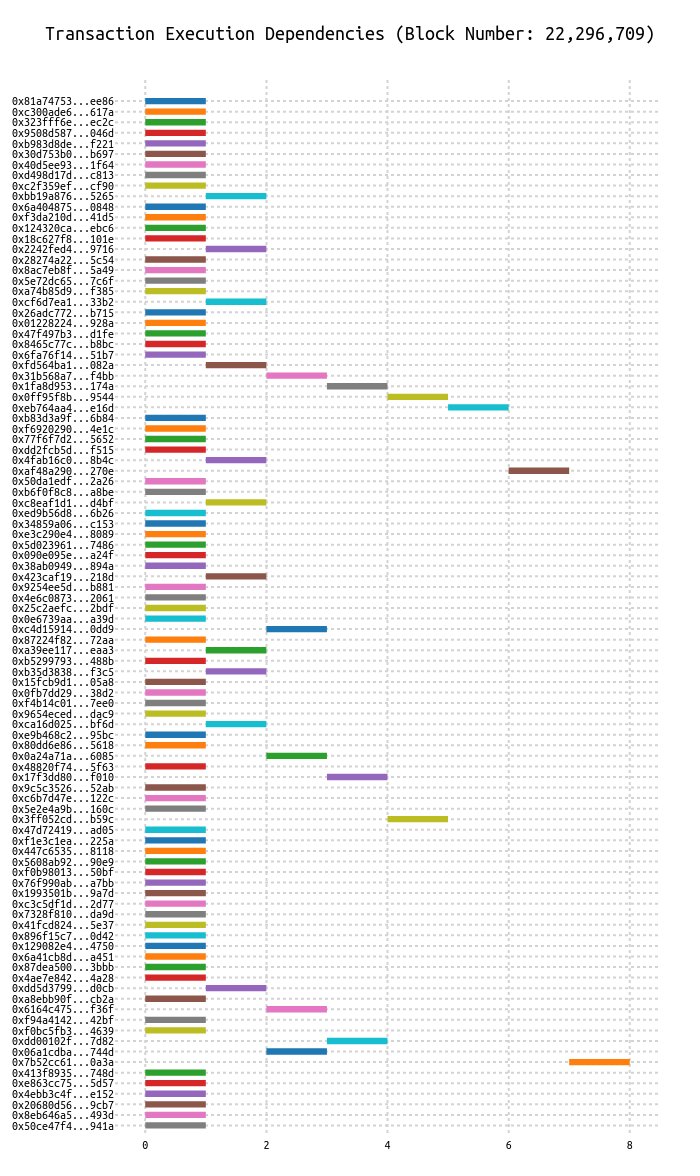 Transaction Execution Dependencies (Block Number: 22,296,709)
0x81a74753...ee86
0xc300ade6...617a
0x323fff6e...ec2c
0x9508d587...046d
0xb983d8de...f221
0x30d753b0...b697
0x40d5ee93...1f64
0xd498d17d...c813
0xc2f359ef...cf90
0xbb19a876...5265
0x6a404875...0848
0xf3da210d...41d5
0x124320ca...ebc6
0x18c627f8...101e
0x2242fed4...9716
0x28274a22...5c54
0x8ac7eb8f...5a49
0x5e72dc65...7c6f
0xa74b85d9...f385
0xcf6d7ea1...33b2
0x26adc772...b715
0x01228224...928a
0x47f497b3...d1fe
0x8465c77c...b8bc
0x6fa76f14...51b7
0xfd564ba1...082a
0x31b568a7...f4bb
0x1fa8d953...174a
0x0ff95f8b...9544
0xeb764aa4...e16d
0xb83d3a9f...6b84
0xf6920290...4e1c
0x77f6f7d2...5652
0xdd2fcb5d...f515
0x4fab16c0...8b4c
0xaf48a290...270e
0x50da1edf...2a26
0xb6f0f8c8...a8be
0xc8eaf1d1...d4bf
0xed9b56d8...6b26
0x34859a06...c153
0xe3c290e4...8089
0x5d023961...7486
0x090e095e...a24f
0x38ab0949...894a
0x423caf19...218d
0x9254ee5d...b881
0x4e6c0873...2061
0x25c2aefc...2bdf
0x0e6739aa...a39d
0xc4d15914...0dd9
0x87224f82...72aa
0xa39ee117...eaa3
0xb5299793...488b
0xb35d3838...f3c5
0x15fcb9d1...05a8
0x0fb7dd29...38d2
0xf4b14c01...7ee0
0x9654eced...dac9
0xca16d025...bf6d
0xe9b468c2...95bc
0x80dd6e86...5618
0x0a24a71a...6085
0x48820f74...5f63
0x17f3dd80...f010
0x9c5c3526...52ab
0xc6b7d47e...122c
0x5e2e4a9b...160c
0x3ff052cd...b59c
0x47d72419...ad05
0xf1e3c1ea...225a
0x447c6535...8118
0x5608ab92...90e9
0xf0b98013...50bf
0x76f990ab...a7bb
0x1993501b...9a7d
0xc3c5df1d...2d77
0x7328f810...da9d
0x41fcd824...5e37
0x896f15c7...0d42
0x129082e4...4750
0x6a41cb8d...a451
0x87dea500...3bbb
0x4ae7e842...4a28
0xdd5d3799...d0cb
0xa8ebb90f...cb2a
0x6164c475...f36f
0xf94a4142...42bf
0xf0bc5fb3...4639
0xdd00102f...7d82
0x06a1cdba...744d
0x7b52cc61...0a3a
0x413f8935...748d
0xe863cc75...5d57
0x4ebb3c4f...e152
0x20680d56...9cb7
0x8eb646a5...493d
0x50ce47f4...941a
0 2 4 6 8